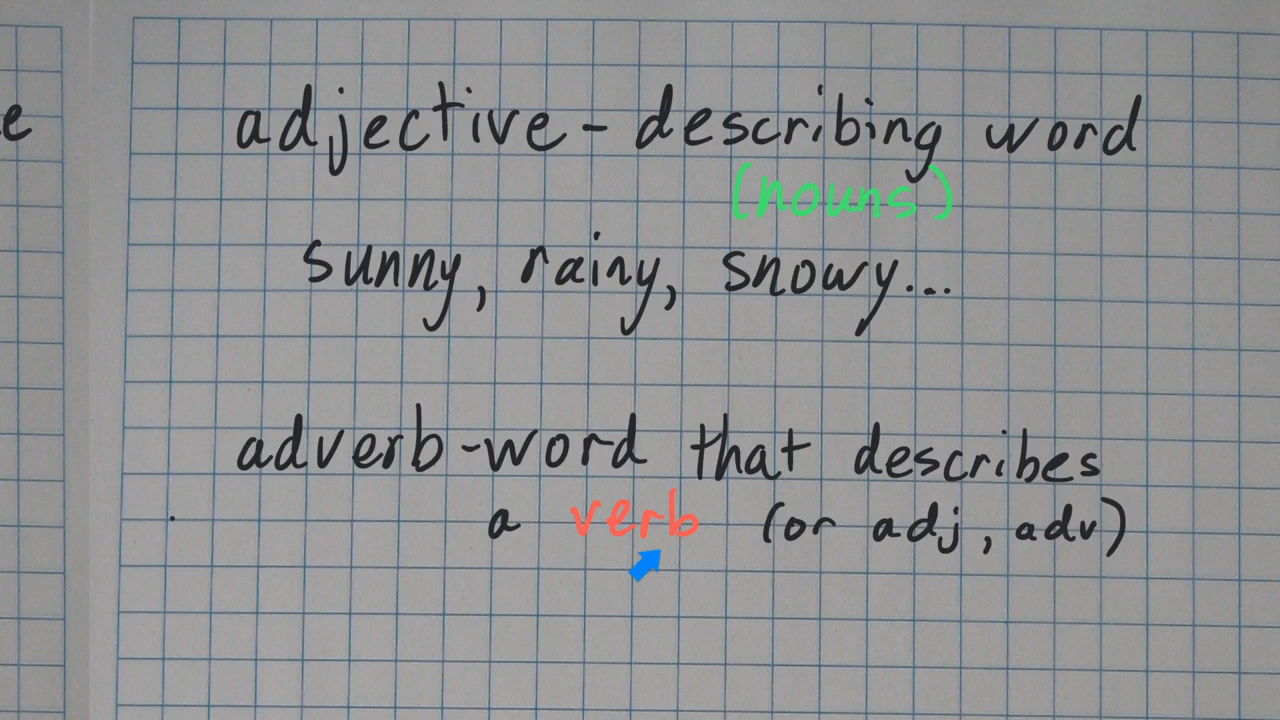 e
adjective - describing word
(nouns)
sunny, rainy, snowy...
adverb - word that describes
a verb (or adj, adv)